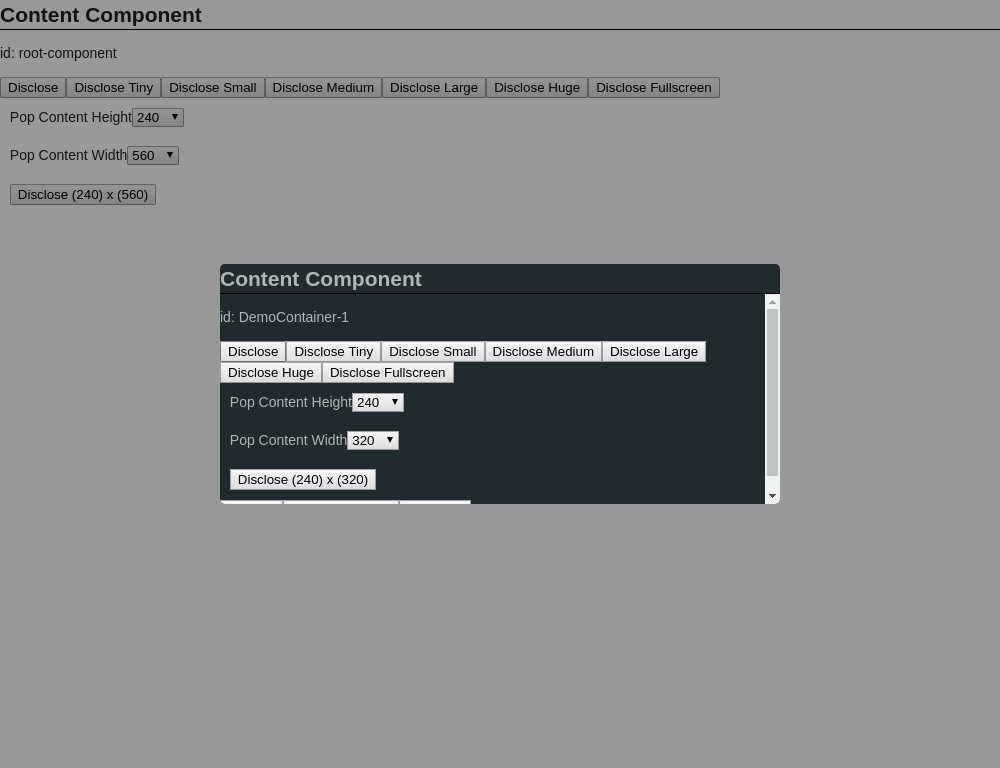 Content Component
id: root-component
Disclose Disclose Tiny Disclose Small Disclose Medium Disclose Large Disclose Huge Disclose Fullscreen
Pop Content Height 240
Pop Content Width 560
Disclose (240) x (560)
Content Component
id: DemoContainer-1
Disclose Disclose Tiny Disclose Small Disclose Medium Disclose Large
Disclose Huge Disclose Fullscreen
Pop Content Height 240
Pop Content Width 320
Disclose (240) x (320)